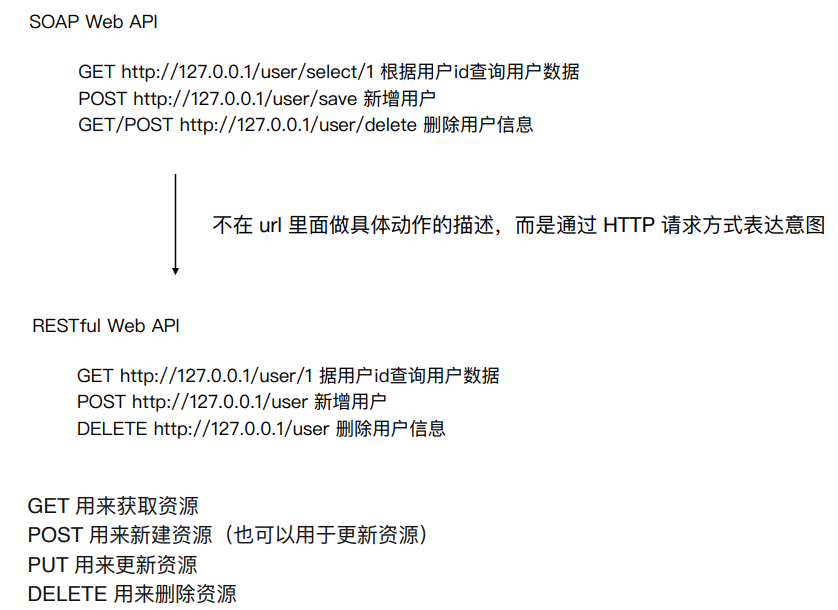 SOAP Web API
GET http://127.0.0.1/user/select/1 根据用户id查询用户数据
POST http://127.0.0.1/user/save 新增用户
GET/POST http://127.0.0.1/user/delete 删除用户信息
不在 url 里面做具体动作的描述，而是通过 HTTP 请求方式表达意图
RESTful Web API
GET http://127.0.0.1/user/1 据用户id查询用户数据
POST http://127.0.0.1/user 新增用户
DELETE http://127.0.0.1/user 删除用户信息
GET 用来获取资源
POST 用来新建资源（也可以用于更新资源）
PUT 用来更新资源
DELETE 用来删除资源